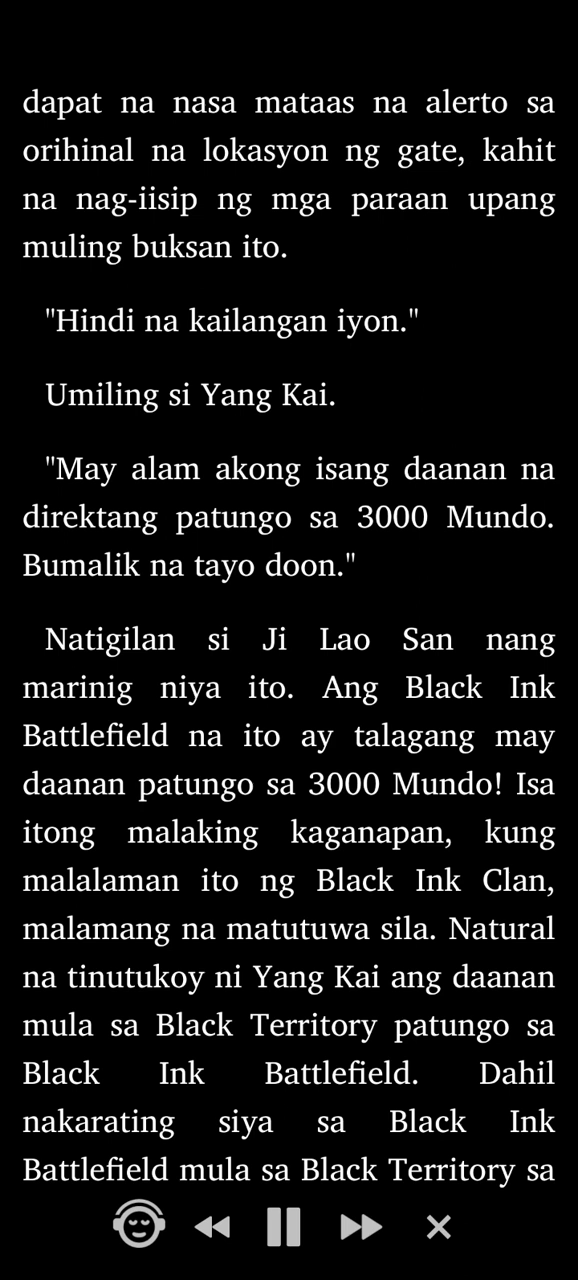 dapat na nasa mataas na alerto sa
orihinal na lokasyon ng gate, kahit
na nag-iisip ng mga paraan upang
muling buksan ito.
"Hindi na kailangan iyon."
Umiling si Yang Kai.
"May alam akong isang daanan na
direktang patungo sa 3000 Mundo.
Bumalik na tayo doon."
Natigilan si Ji Lao San nang
marinig niya ito. Ang Black Ink
Battlefield na ito ay talagang may
daanan patungo sa 3000 Mundo! Isa
itong malaking kaganapan, kung
malalaman ito ng Black Ink Clan,
malamang na matutuwa sila. Natural
na tinutukoy ni Yang Kai ang daanan
mula sa Black Territory patungo sa
Black Ink Battlefield. Dahil
nakarating siya sa Black Ink
Battlefield mula sa Black Territory sa